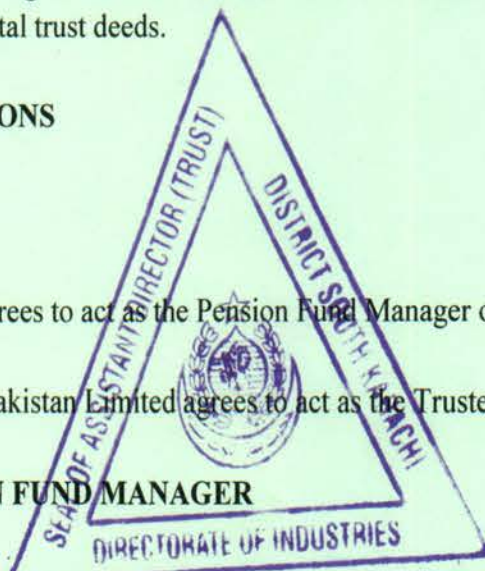 tal trust deeds.
ONS
rees to act as the Pension Fund Manager o
akistan Limited agrees to act as the Truste
N FUND MANAGER
SEAL OF ASSISTANT DIRECTOR (TRUST)
DISTRICT SOUTH KARACHI
DIRECTORATE OF INDUSTRIES